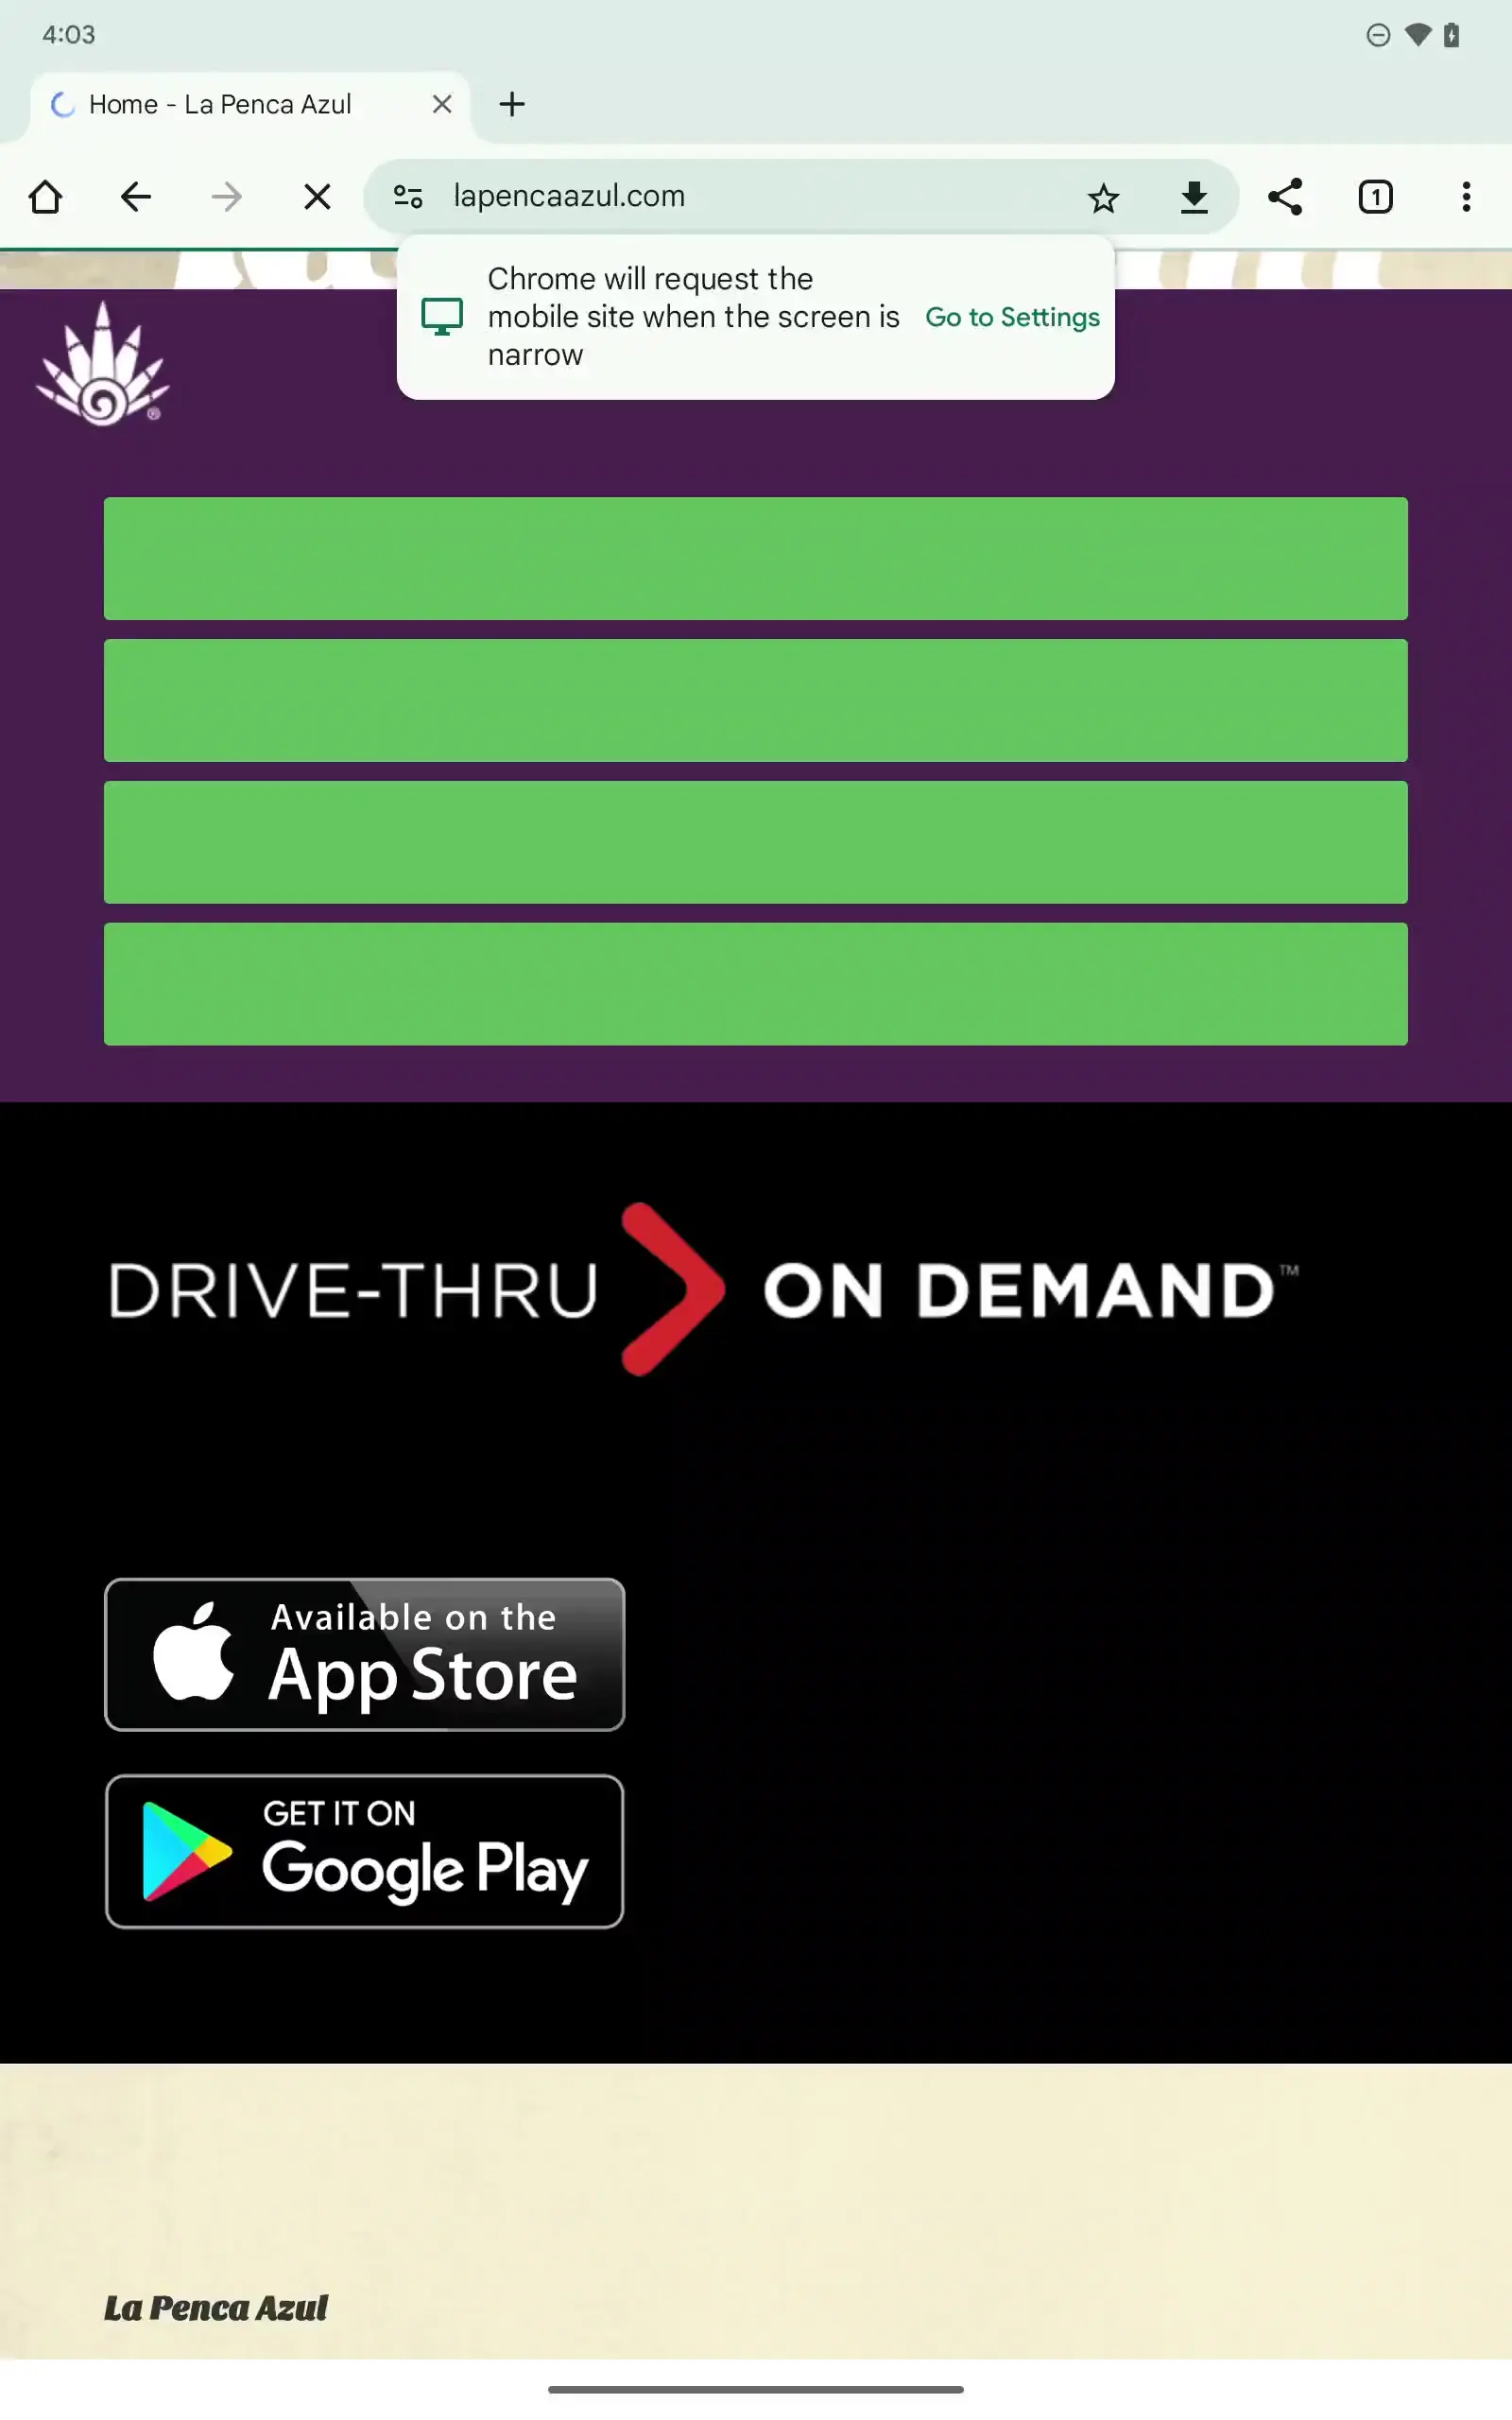 4:03
Home - La Penca Azul
lapencaazul.com
1
Chrome will request the
mobile site when the screen is
narrow
Go to Settings
®
DRIVE-THRU ON DEMAND™
Available on the
App Store
GET IT ON
Google Play
La Penca Azul